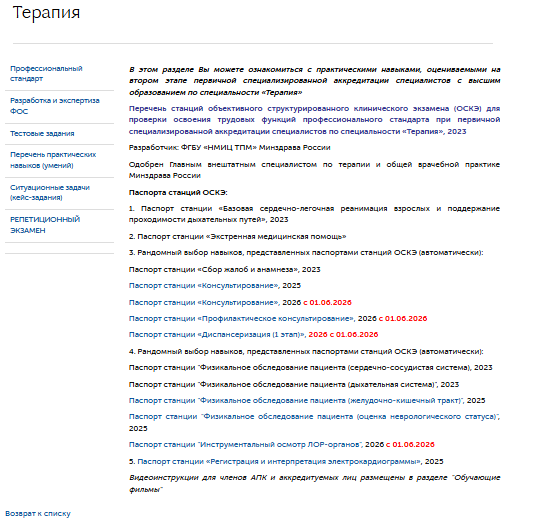 Терапия
Профессиональный
стандарт
Разработка и экспертиза
ФОС
Тестовые задания
Перечень практических
навыков (умений)
Ситуационные задачи
(кейс-задания)
РЕПЕТИЦИОННЫЙ
ЭКЗАМЕН
В этом разделе Вы можете ознакомиться с практическими навыками, оцениваемыми на
втором этапе первичной специализированной аккредитации специалистов с высшим
образованием по специальности «Терапия»
Перечень станций объективного структурированного клинического экзамена (ОСКЭ) для
проверки освоения трудовых функций профессионального стандарта при первичной
специализированной аккредитации специалистов по специальности «Терапия», 2023
Разработчик: ФГБУ «НМИЦ ТПМ» Минздрава России
Одобрен Главным внештатным специалистом по терапии и общей врачебной практике
Минздрава России
Паспорта станций ОСКЭ:
1. Паспорт станции «Базовая сердечно-легочная реанимация взрослых и поддержание
проходимости дыхательных путей», 2023
2. Паспорт станции «Экстренная медицинская помощь»
3. Рандомный выбор навыков, представленных паспортами станций ОСКЭ (автоматически):
Паспорт станции «Сбор жалоб и анамнеза», 2023
Паспорт станции «Консультирование», 2025
Паспорт станции «Консультирование», 2026 с 01.06.2026
Паспорт станции «Профилактическое консультирование», 2026 с 01.06.2026
Паспорт станции «Диспансеризация (1 этап)», 2026 с 01.06.2026
4. Рандомный выбор навыков, представленных паспортами станций ОСКЭ (автоматически):
Паспорт станции "Физикальное обследование пациента (сердечно-сосудистая система), 2023
Паспорт станции "Физикальное обследование пациента (дыхательная система)", 2023
Паспорт станции "Физикальное обследование пациента (желудочно-кишечный тракт)", 2025
Паспорт станции "Физикальное обследование пациента (оценка неврологического статуса)",
2025
Паспорт станции "Инструментальный осмотр ЛОР-органов", 2026 с 01.06.2026
5. Паспорт станции «Регистрация и интерпретация электрокардиограммы», 2025
Видеоинструкции для членов АПК и аккредитуемых лиц размещены в разделе "Обучающие
фильмы"
Возврат к списку